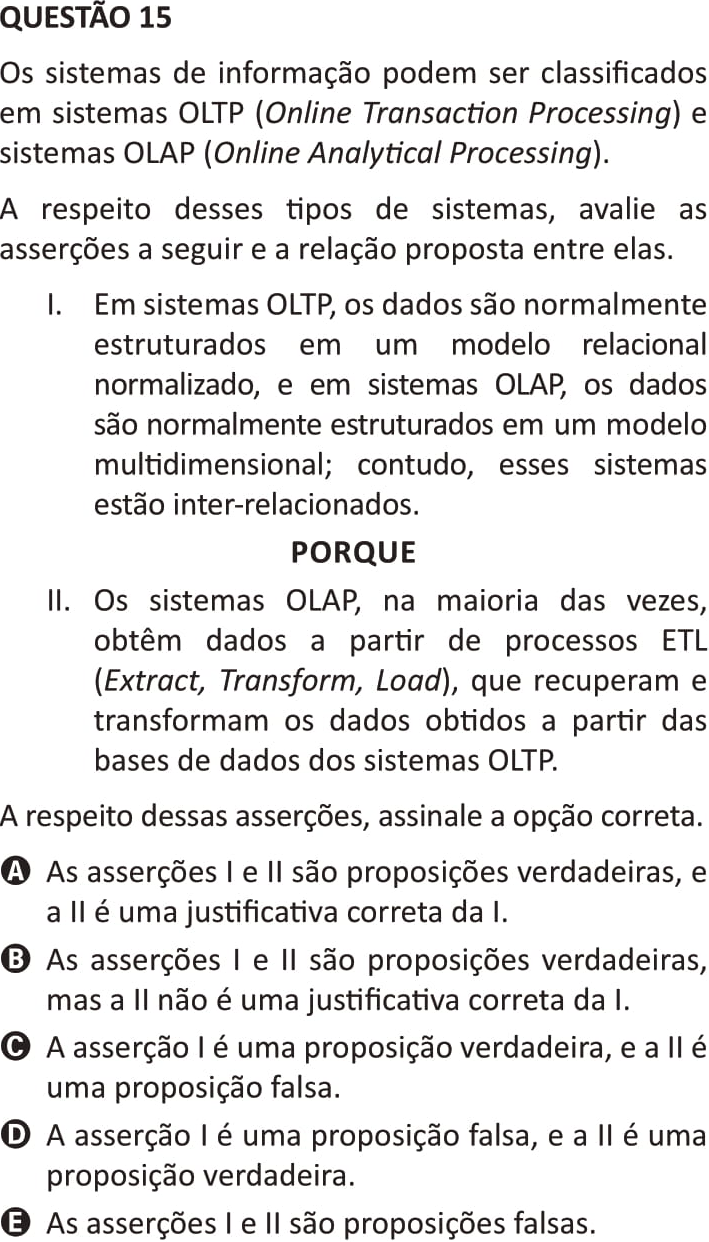 QUESTÃO 15
Os sistemas de informação podem ser classificados
em sistemas OLTP (Online Transaction Processing) e
sistemas OLAP (Online Analytical Processing).
A respeito desses tipos de sistemas, avalie as
asserções a seguir e a relação proposta entre elas.
I. Em sistemas OLTP, os dados são normalmente
estruturados em um modelo relacional
normalizado, e em sistemas OLAP, os dados
são normalmente estruturados em um modelo
multidimensional; contudo, esses sistemas
estão inter-relacionados.
PORQUE
II. Os sistemas OLAP, na maioria das vezes,
obtêm dados a partir de processos ETL
(Extract, Transform, Load), que recuperam e
transformam os dados obtidos a partir das
bases de dados dos sistemas OLTP.
A respeito dessas asserções, assinale a opção correta.
A As asserções I e II são proposições verdadeiras, e
a II é uma justificativa correta da I.
B As asserções I e II são proposições verdadeiras,
mas a II não é uma justificativa correta da I.
C A asserção I é uma proposição verdadeira, e a II é
uma proposição falsa.
D A asserção I é uma proposição falsa, e a II é uma
proposição verdadeira.
E As asserções I e II são proposições falsas.